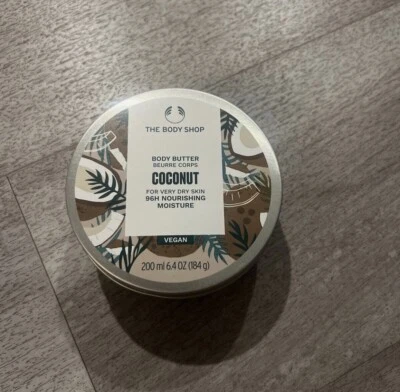 THE BODY SHOP
BODY BUTTER
BEURRE CORPS
COCONUT
FOR VERY DRY SKIN
96H NOURISHING
MOISTURE
VEGAN
200 ml 6.4 OZ (184 g)